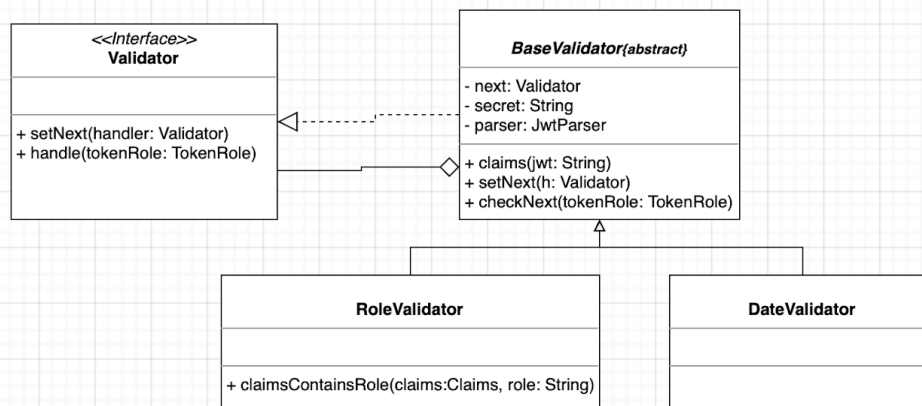 <<Interface>>
Validator
+ setNext(handler: Validator)
+ handle(tokenRole: TokenRole)
BaseValidator{abstract}
- next: Validator
- secret: String
- parser: JwtParser
+ claims(jwt: String)
+ setNext(h: Validator)
+ checkNext(tokenRole: TokenRole)
RoleValidator
+ claimsContainsRole(claims:Claims, role: String)
DateValidator